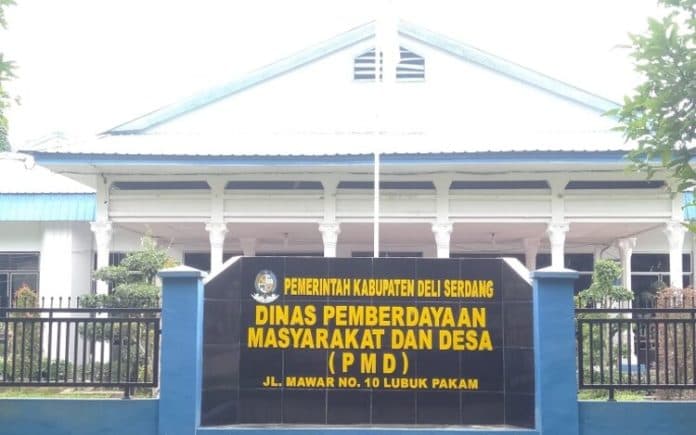 PEMERINTAH KABUPATEN DELI SERDANG
DINAS PEMBERDAYAAN
MASYARAKAT DAN DESA
(PMD)
JL. MAWAR NO. 10 LUBUK PAKAM